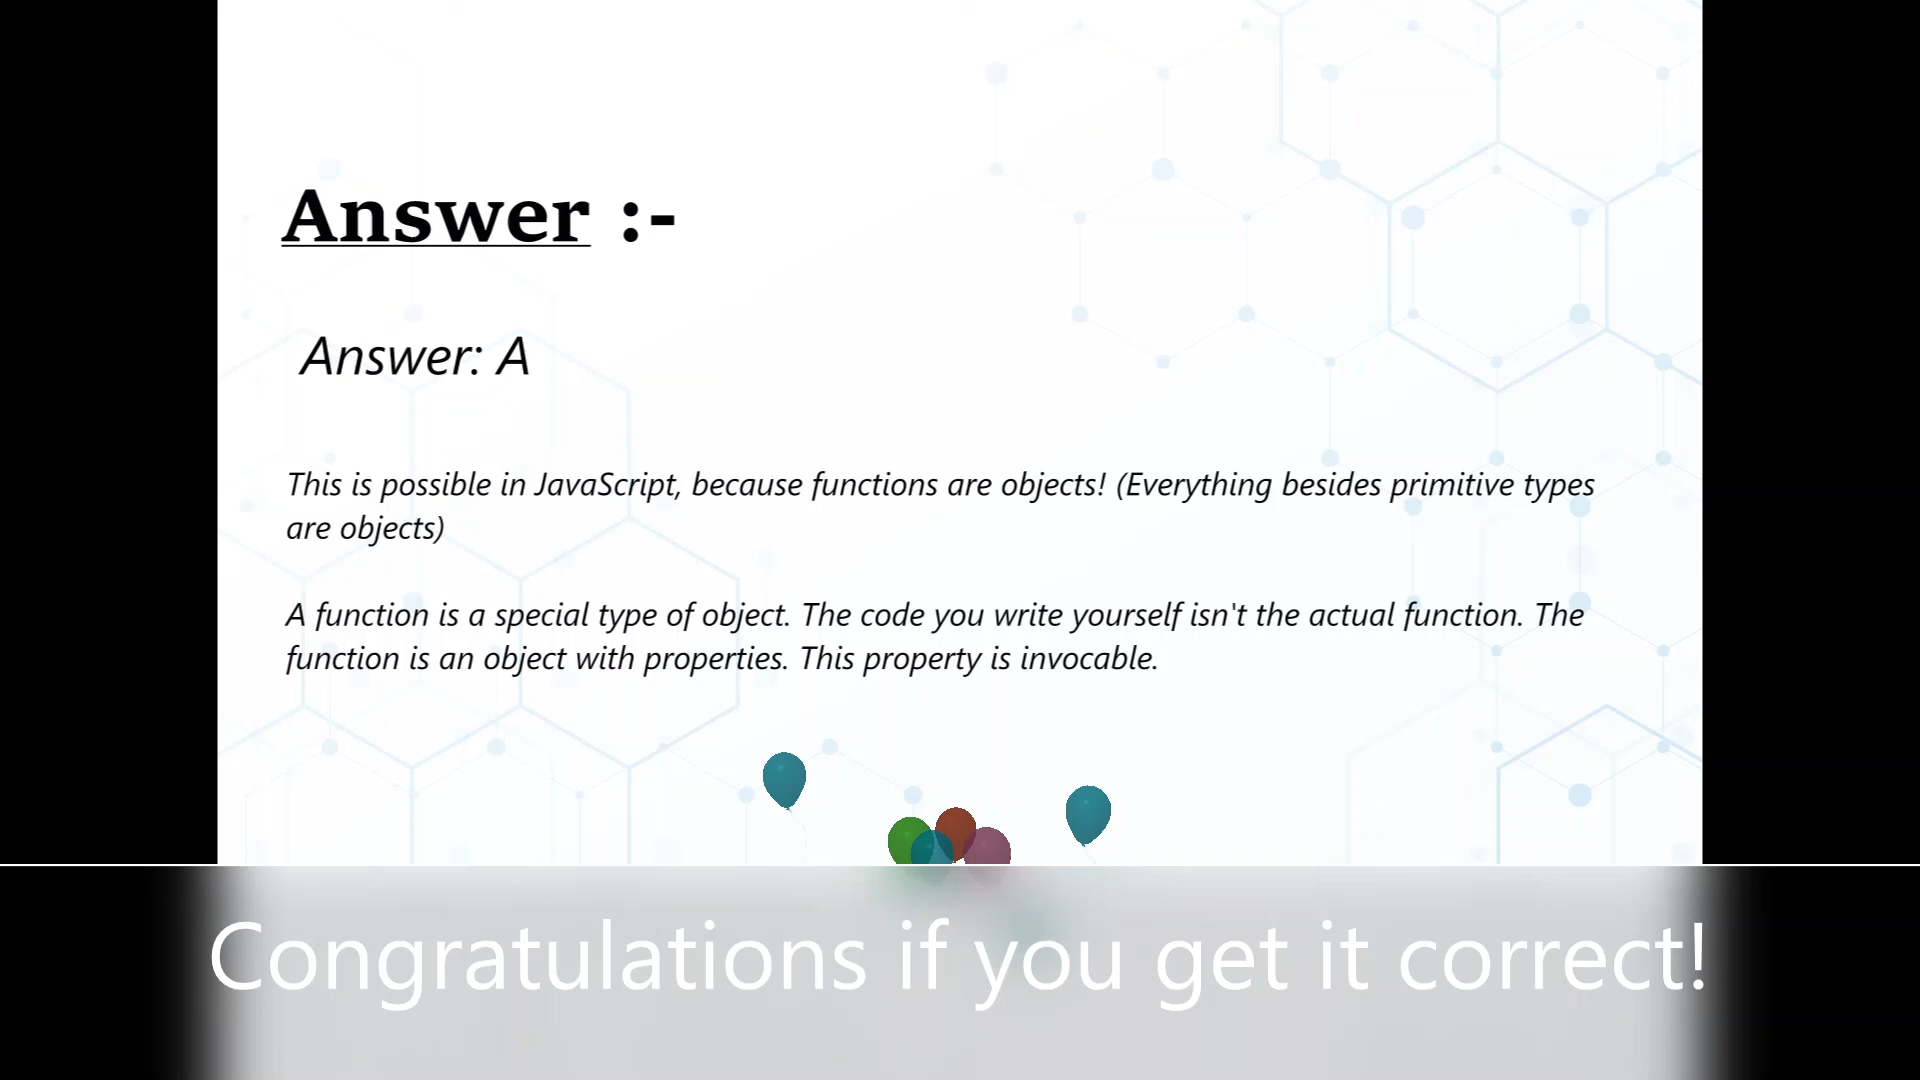 Answer :-
Answer: A
This is possible in JavaScript, because functions are objects! (Everything besides primitive types
are objects)
A function is a special type of object. The code you write yourself isn't the actual function. The
function is an object with properties. This property is invocable.
Congratulations if you get it correct!